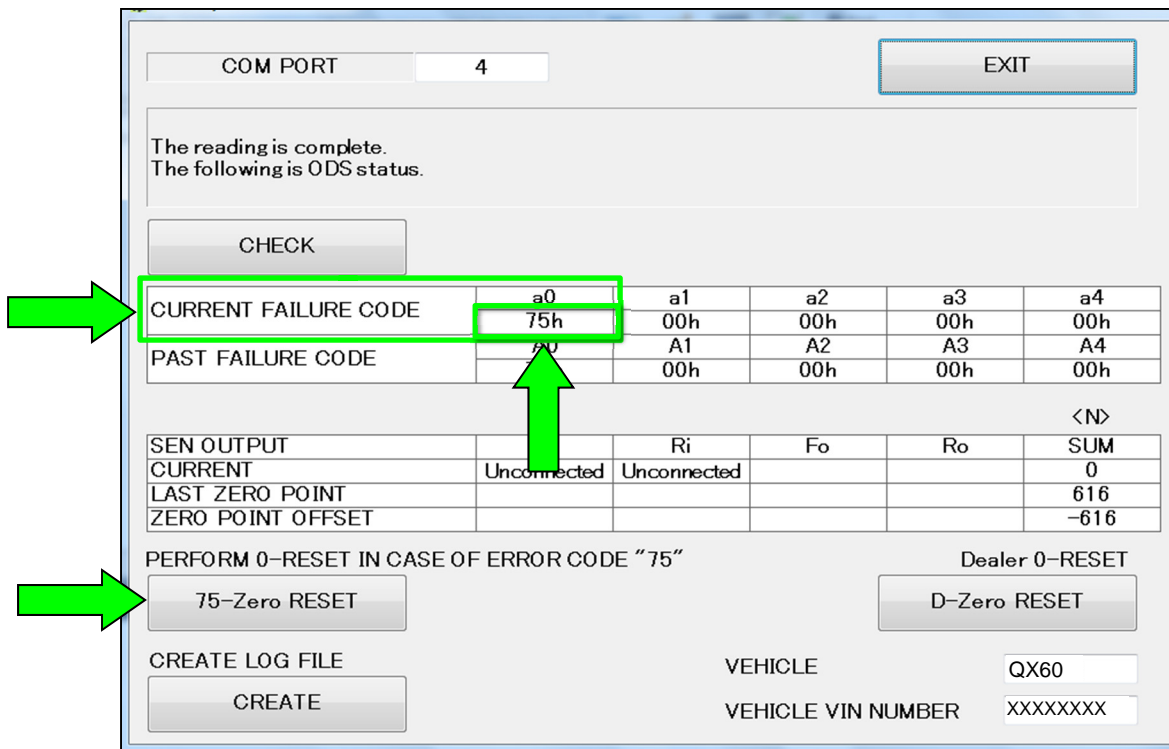 COM PORT 4 EXIT
The reading is complete.
The following is ODS status.
CHECK
CURRENT FAILURE CODE a0 a1 a2 a3 a4
75h 00h 00h 00h 00h
PAST FAILURE CODE A0 A1 A2 A3 A4
00h 00h 00h 00h
<N>
SEN OUTPUT Ri Fo Ro SUM
CURRENT Unconnected Unconnected 0
LAST ZERO POINT 616
ZERO POINT OFFSET -616
PERFORM 0-RESET IN CASE OF ERROR CODE "75" Dealer 0-RESET
75-Zero RESET D-Zero RESET
CREATE LOG FILE VEHICLE QX60
CREATE VEHICLE VIN NUMBER XXXXXXXX